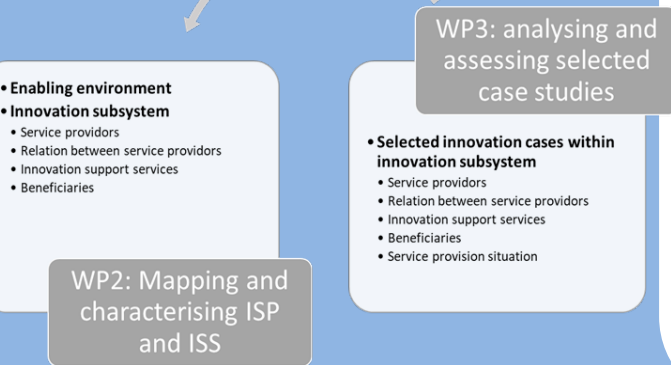 • Enabling environment
• Innovation subsystem
• Service providors
• Relation between service providors
• Innovation support services
• Beneficiaries
WP2: Mapping and
characterising ISP
and ISS
WP3: analysing and
assessing selected
case studies
• Selected innovation cases within
innovation subsystem
• Service providors
• Relation between service providors
• Innovation support services
• Beneficiaries
• Service provision situation